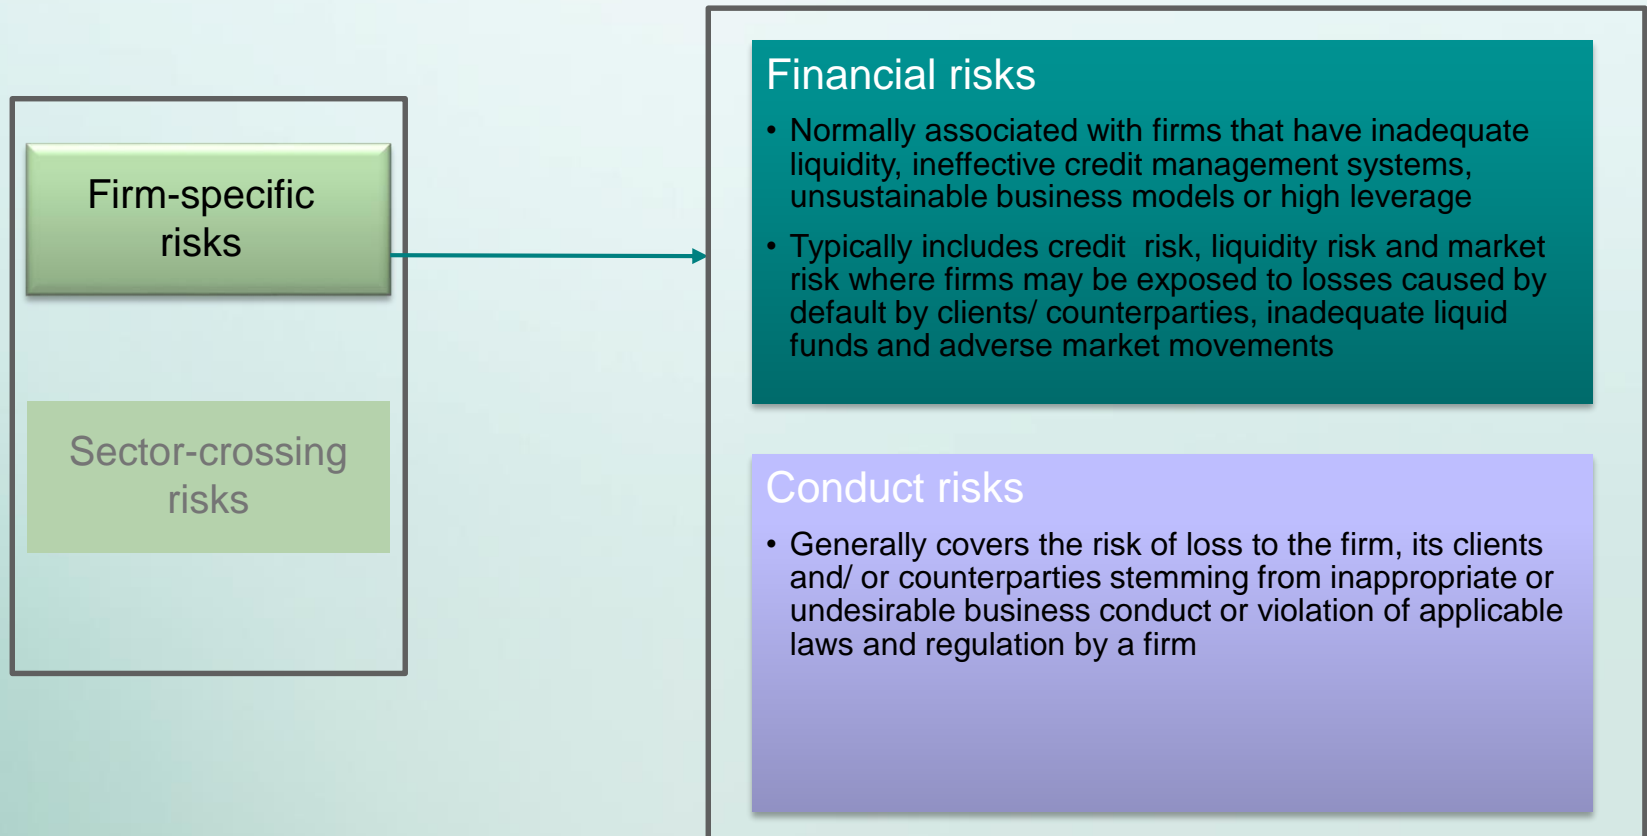 Firm-specific
risks
Sector-crossing
risks
Financial risks
• Normally associated with firms that have inadequate
liquidity, ineffective credit management systems,
unsustainable business models or high leverage
• Typically includes credit  risk, liquidity risk and market
risk where firms may be exposed to losses caused by
default by clients/ counterparties, inadequate liquid
funds and adverse market movements
Conduct risks
• Generally covers the risk of loss to the firm, its clients
and/ or counterparties stemming from inappropriate or
undesirable business conduct or violation of applicable
laws and regulation by a firm